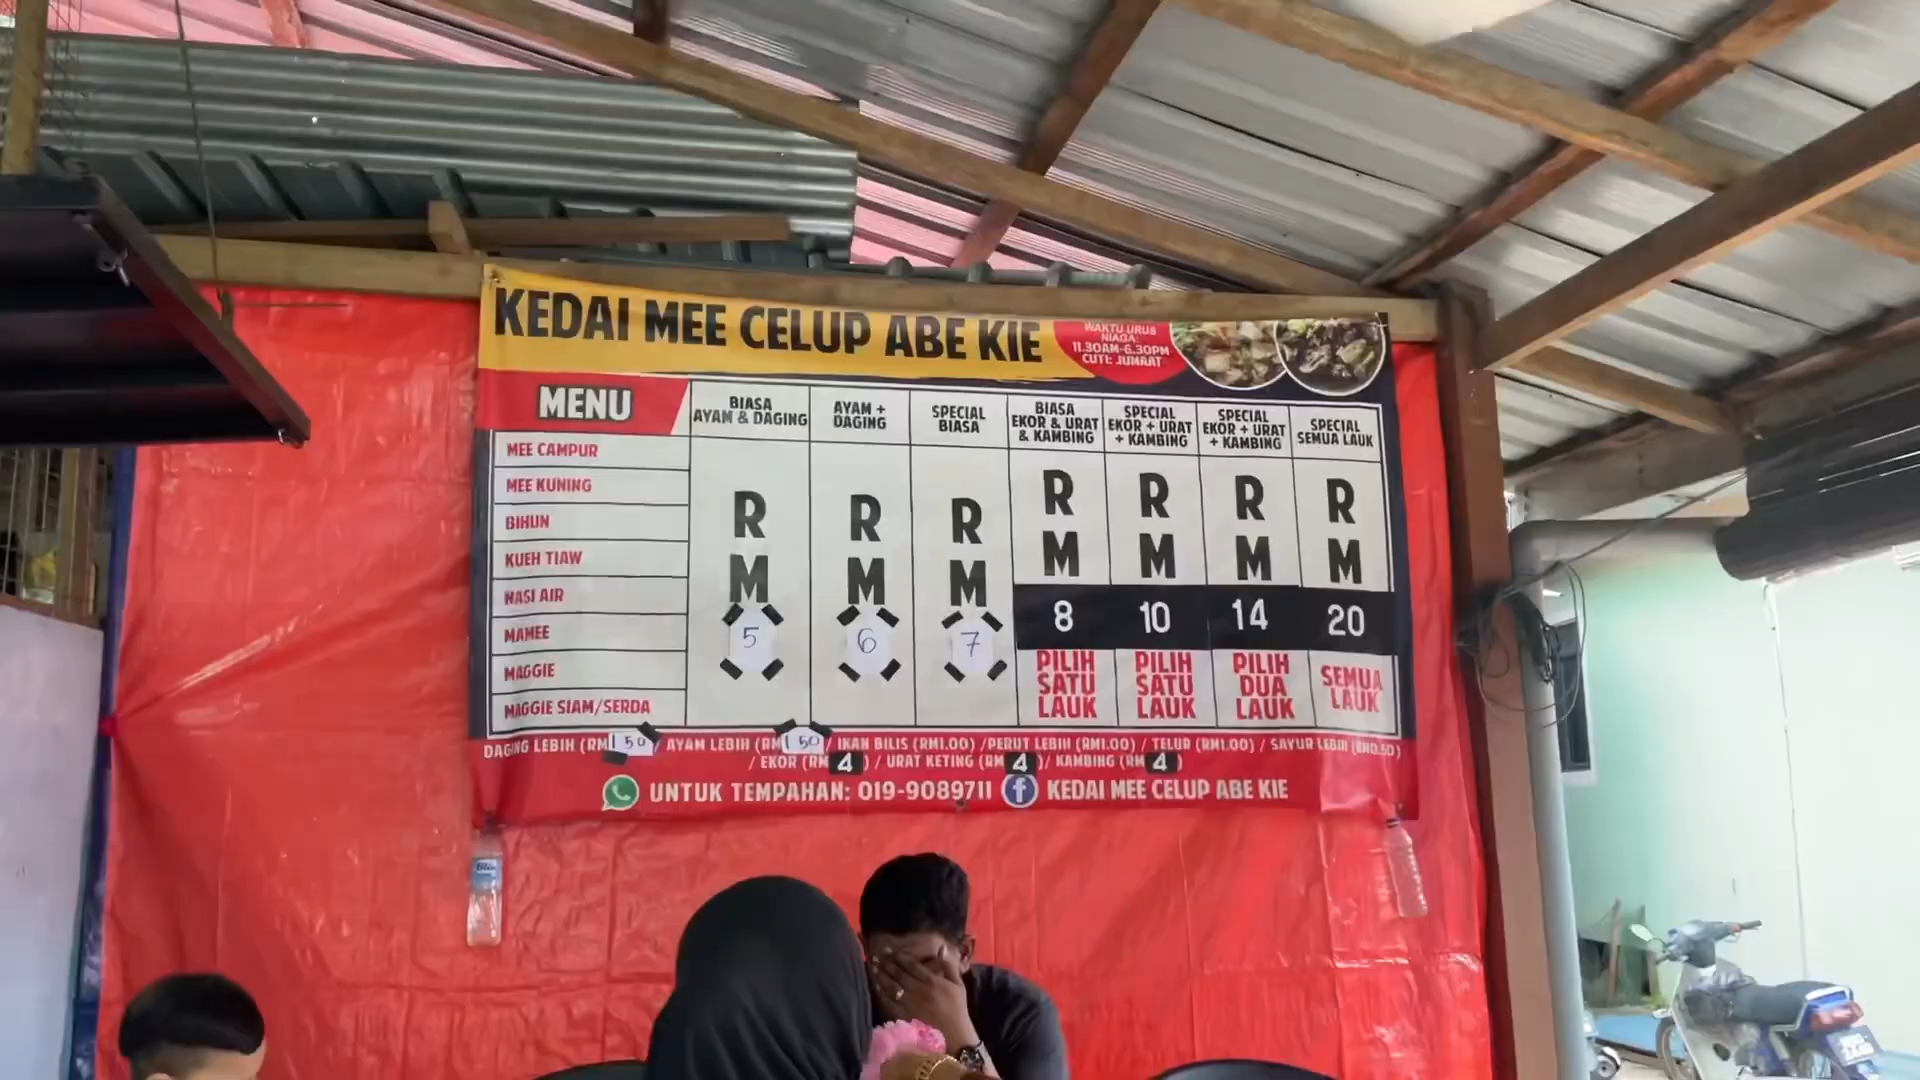 KEDAI MEE CELUP ABE KIE
WAKTU URUS
NIAGA:
11.30AM-6.30PM
CUTI: JUMAAT
MENU
BIASA
AYAM & DAGING
AYAM +
DAGING
SPECIAL
BIASA
BIASA
EKOR & URAT
& KAMBING
SPECIAL
EKOR + URAT
+ KAMBING
SPECIAL
EKOR + URAT
+ KAMBING
SPECIAL
SEMUA LAUK
MEE CAMPUR
MEE KUNING
BIHUN
KUEH TIAW
NASI AIR
MAMEE
MAGGIE
MAGGIE SIAM/SERDA
RM 5
RM 6
RM 7
RM 8
RM 10
RM 14
RM 20
PILIH
SATU
LAUK
PILIH
SATU
LAUK
PILIH
DUA
LAUK
SEMUA
LAUK
DAGING LEBIH (RM 1 50 / AYAM LEBIH (RM 1 50 / IKAN BILIS (RM1.00) /PERUT LEBIH (RM1.00) / TELUR (RM1.00) / SAYUR LEBIH (RM0.50)
/ EKOR (RM 4 ) / URAT KETING (RM 4 )/ KAMBING (RM 4 )
UNTUK TEMPAHAN: 019-9089711 f KEDAI MEE CELUP ABE KIE